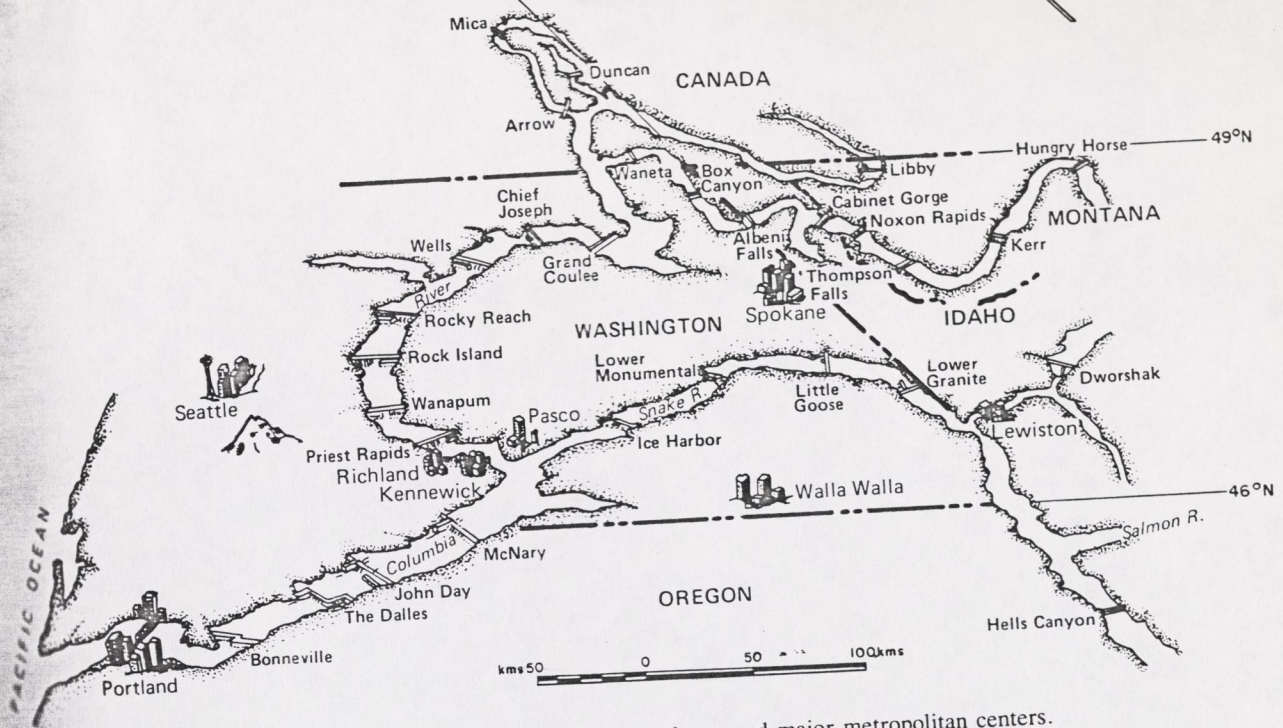 Mica
Duncan
CANADA
Arrow
Hungry Horse
49°N
Waneta
Box
Canyon
Libby
Chief
Joseph
Cabinet Gorge
Noxon Rapids
MONTANA
Wells
Albeni
Falls
Kerr
Grand
Coulee
Thompson
Falls
River
Spokane
IDAHO
Rocky Reach
WASHINGTON
Rock Island
Lower
Monumental
Lower
Granite
Dworshak
Little
Goose
Seattle
Wanapum
Snake R.
Pasco
Lewiston
Ice Harbor
Priest Rapids
Richland
Kennewick
Walla Walla
46°N
Salmon R.
PACIFIC OCEAN
Columbia
McNary
John Day
The Dalles
OREGON
Hells Canyon
Bonneville
Portland
kms 50 0 50 100 kms
major metropolitan centers.